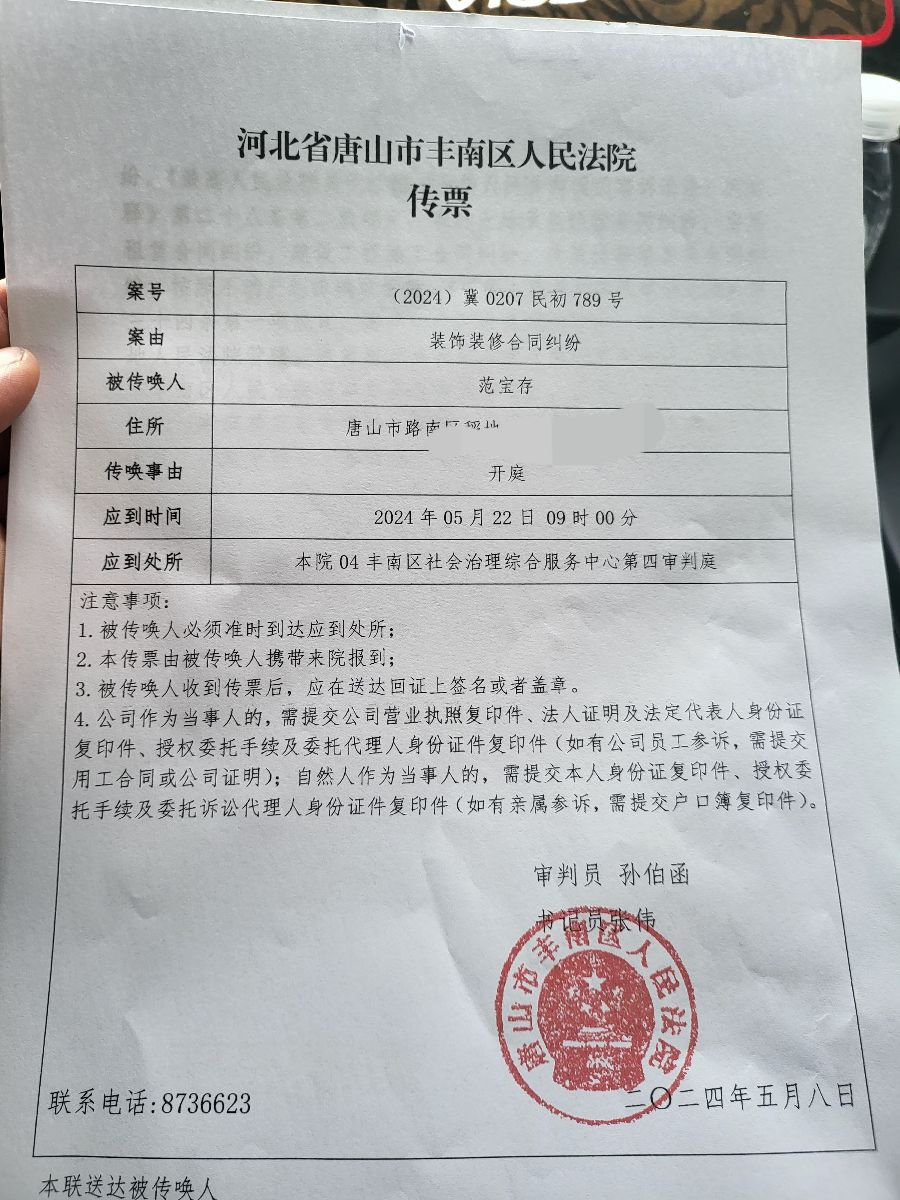 河北省唐山市丰南区人民法院
传票
案号 （2024）冀0207民初789号
案由 装饰装修合同纠纷
被传唤人 范宝存
住所 唐山市路南区
传唤事由 开庭
应到时间 2024年05月22日 09时00分
应到处所 本院04丰南区社会治理综合服务中心第四审判庭
注意事项：
1.被传唤人必须准时到达应到处所；
2.本传票由被传唤人携带来院报到；
3.被传唤人收到传票后，应在送达回证上签名或者盖章。
4.公司作为当事人的，需提交公司营业执照复印件、法人证明及法定代表人身份证
复印件、授权委托手续及委托代理人身份证件复印件（如有公司员工参诉，需提交
用工合同或公司证明）；自然人作为当事人的，需提交本人身份证复印件、授权委
托手续及委托诉讼代理人身份证件复印件（如有亲属参诉，需提交户口簿复印件）。
审判员 孙伯函
书记员张伟
唐山市丰南区人民法院
联系电话:8736623
二〇二四年五月八日
本联送达被传唤人